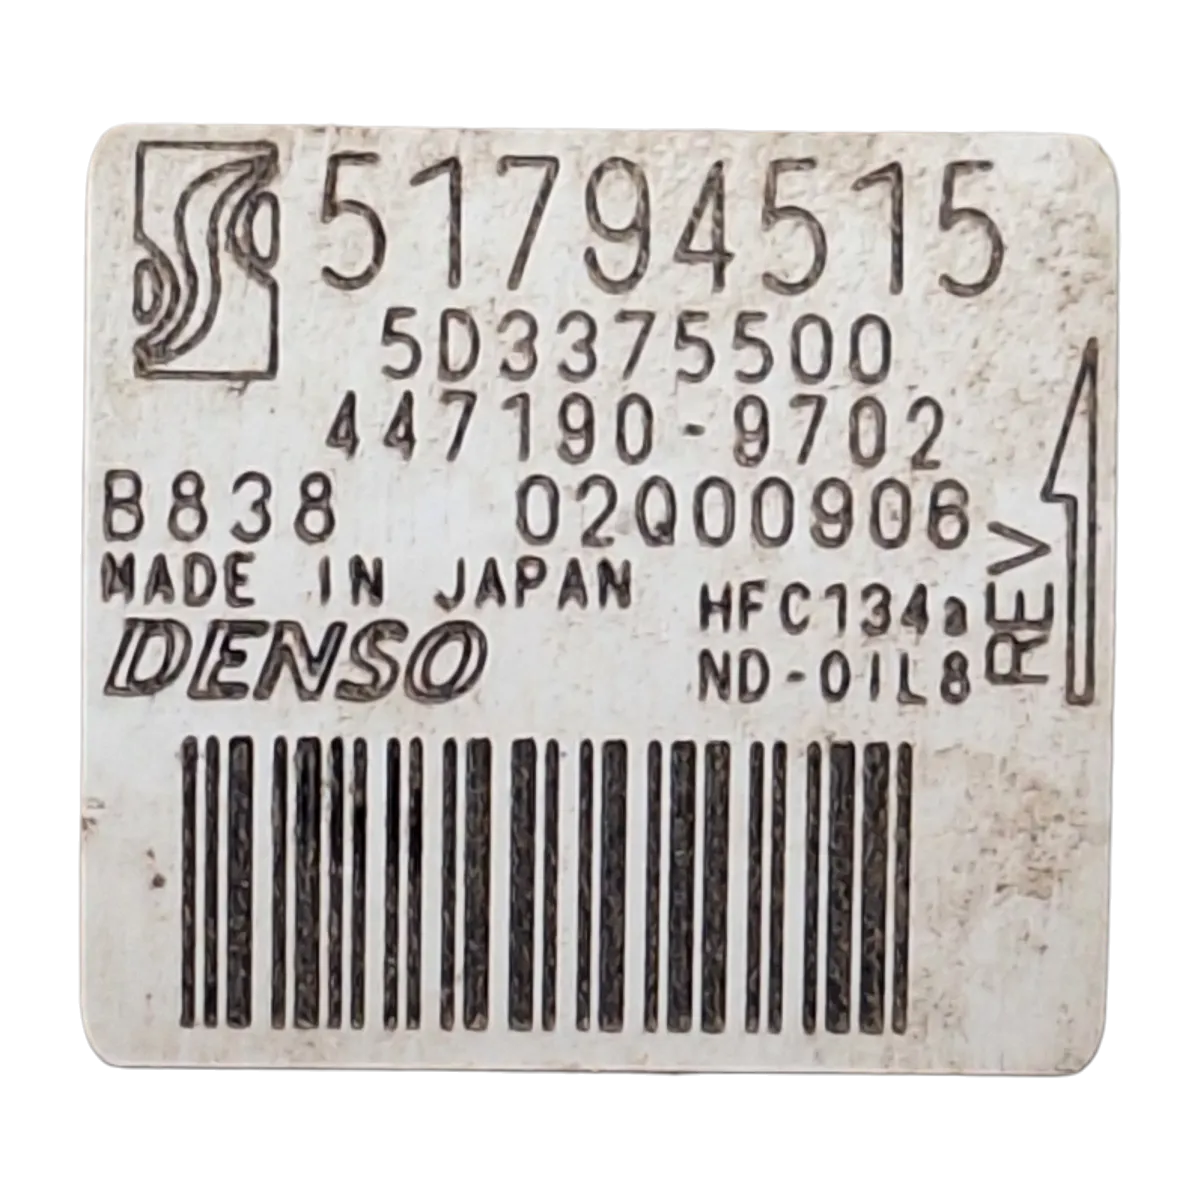 51794515
5D3375500
447190-9702
B838 02Q00906
MADE IN JAPAN
DENSO
HFC134a
ND-OIL8
REV